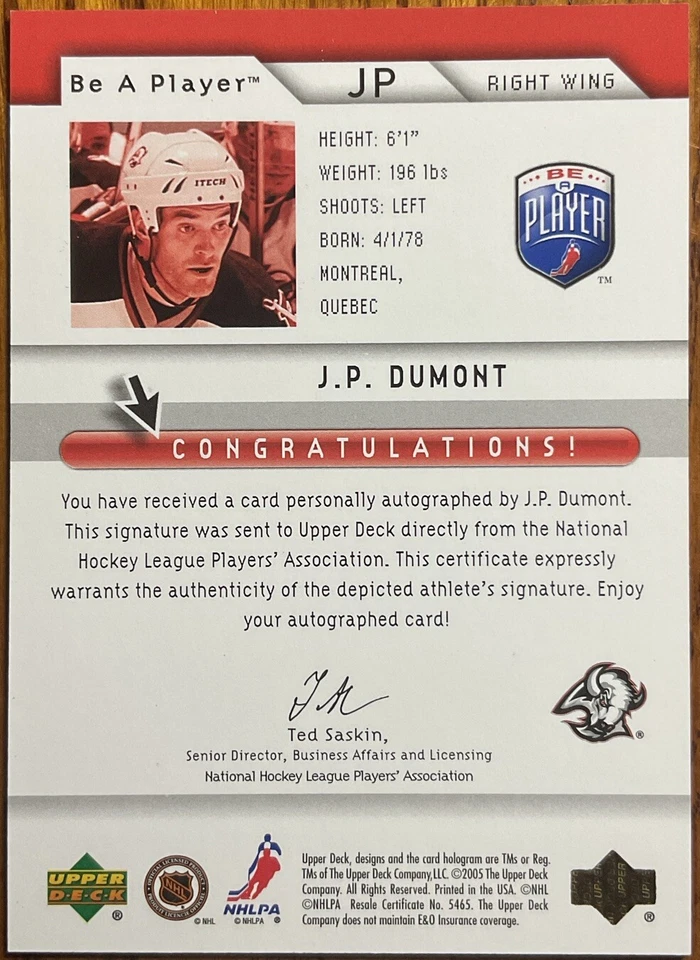 Be A Player™
JP
RIGHT WING
ITECH
HEIGHT: 6'1"
WEIGHT: 196 lbs
SHOOTS: LEFT
BORN: 4/1/78
MONTREAL,
QUEBEC
BE
A
PLAYER
TM
J.P. DUMONT
CONGRATULATIONS!
You have received a card personally autographed by J.P. Dumont.
This signature was sent to Upper Deck directly from the National
Hockey League Players' Association. This certificate expressly
warrants the authenticity of the depicted athlete's signature. Enjoy
your autographed card!
Ted Saskin,
Senior Director, Business Affairs and Licensing
National Hockey League Players' Association
®
UPPER
D·E·C·K
®
NHL
© NHL
NHLPA
© NHLPA
®
Upper Deck, designs and the card hologram are TMs or Reg.
TMs of The Upper Deck Company,LLC. ©2005 The Upper Deck
Company. All Rights Reserved. Printed in the USA. ©NHL
©NHLPA Resale Certificate No. 5465. The Upper Deck
Company does not maintain E&O Insurance coverage.
UPPER
®